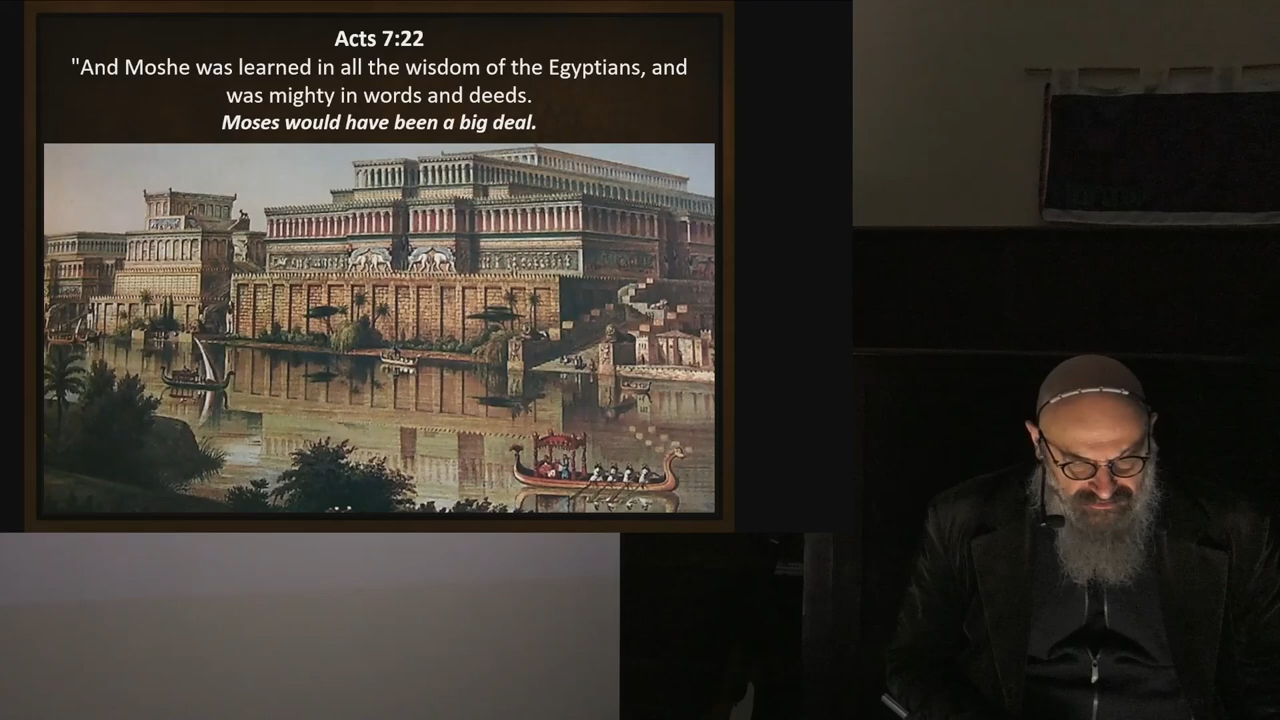 Acts 7:22
"And Moshe was learned in all the wisdom of the Egyptians, and
was mighty in words and deeds.
Moses would have been a big deal.